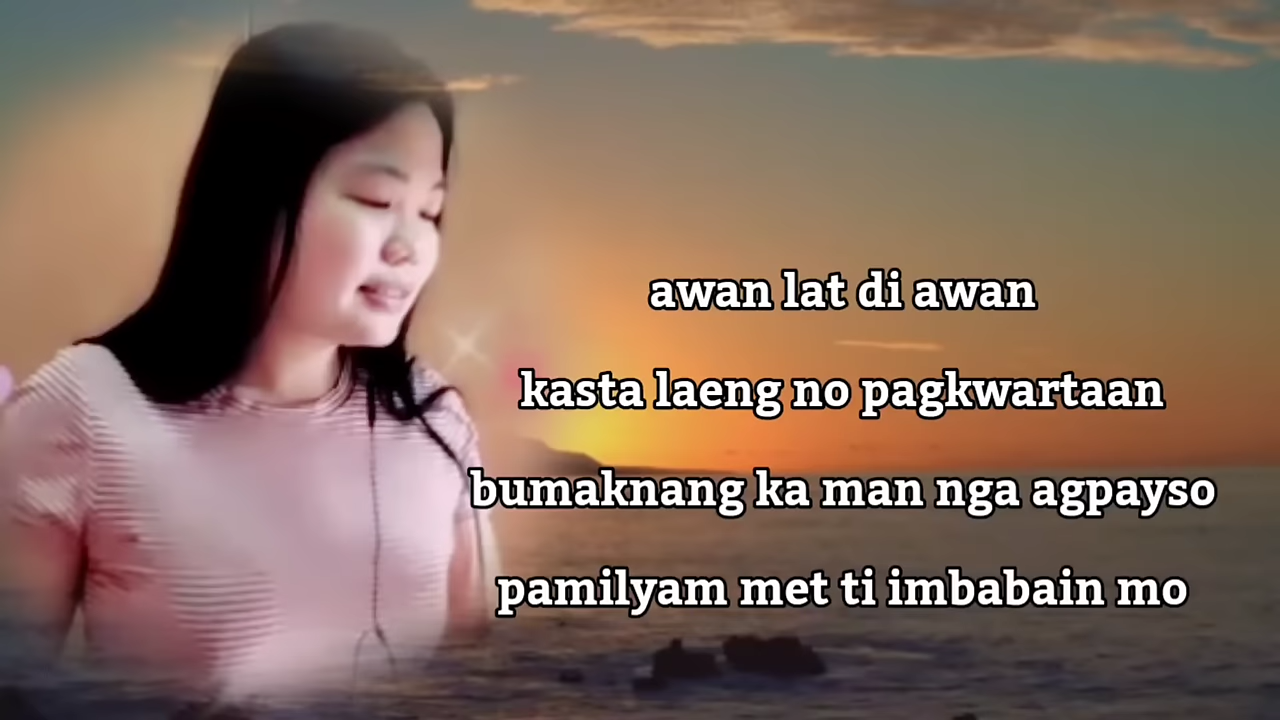 awan lat di awan
kasta laeng no pagkwartaan
bumaknang ka man nga agpayso
pamilyam met ti imbabain mo